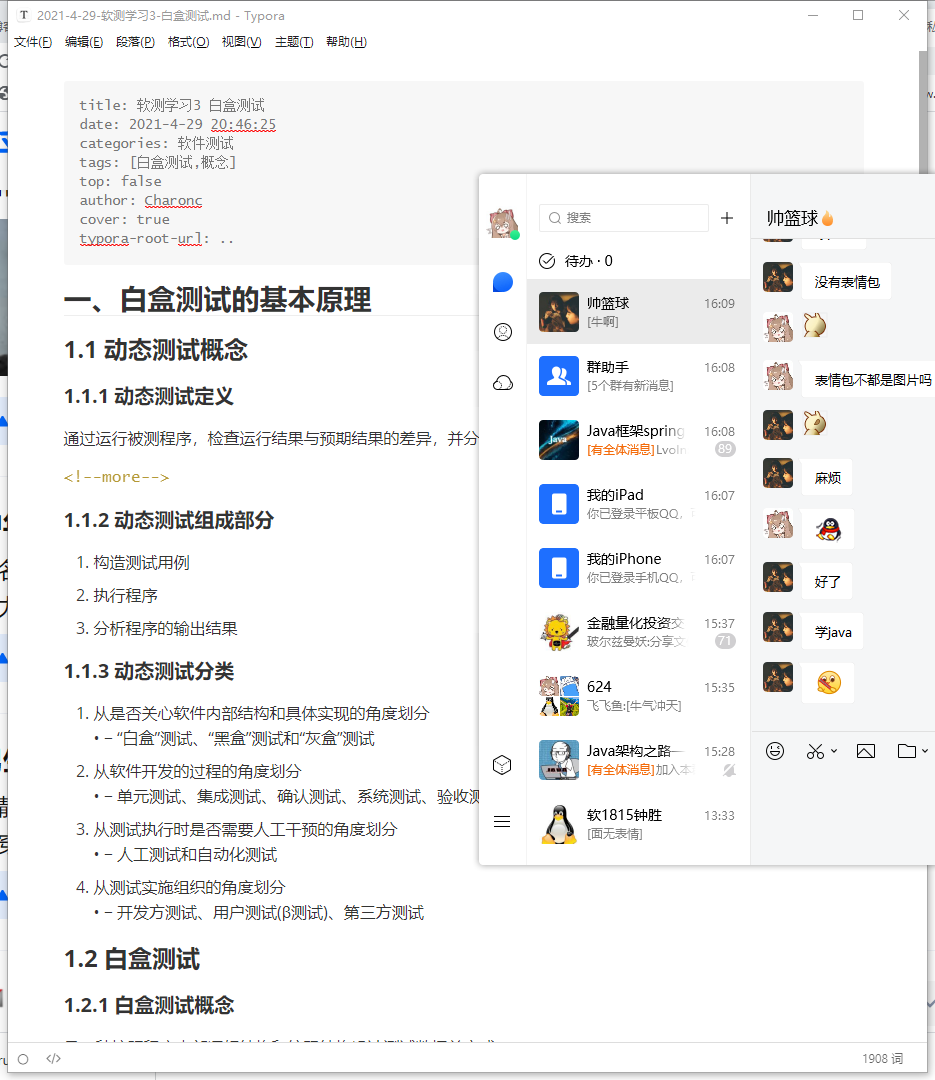 2021-4-29-软测学习3-白盒测试.md - Typora
文件(F) 编辑(E) 段落(P) 格式(O) 视图(V) 主题(T) 帮助(H)
title: 软测学习3 白盒测试
date: 2021-4-29 20:46:25
categories: 软件测试
tags: [白盒测试,概念]
top: false
author: Charonc
cover: true
typora-root-url: ..
一、白盒测试的基本原理
1.1 动态测试概念
1.1.1 动态测试定义
通过运行被测程序，检查运行结果与预期结果的差异，并分
<!--more-->
1.1.2 动态测试组成部分
1. 构造测试用例
2. 执行程序
3. 分析程序的输出结果
1.1.3 动态测试分类
1. 从是否关心软件内部结构和具体实现的角度划分
• – “白盒”测试、“黑盒”测试和“灰盒”测试
2. 从软件开发的过程的角度划分
• – 单元测试、集成测试、确认测试、系统测试、验收测
3. 从测试执行时是否需要人工干预的角度划分
• – 人工测试和自动化测试
4. 从测试实施组织的角度划分
• – 开发方测试、用户测试(β测试)、第三方测试
1.2 白盒测试
1.2.1 白盒测试概念
</> 1908 词
搜索
待办 · 0
帅篮球 16:09
[牛啊]
群助手 16:08
[5个群有新消息]
Java框架spring 16:08
[有全体消息]LvoIn 89
我的iPad 16:07
你已登录平板QQ，
我的iPhone 16:07
你已登录手机QQ，
金融量化投资交 15:37
玻尔兹曼妖:分享文 71
624 15:35
飞飞鱼:[牛气冲天]
Java架构之路一 15:28
[有全体消息]加入本
软1815钟胜 13:33
[面无表情]
帅篮球
没有表情包
表情包不都是图片吗
麻烦
好了
学java